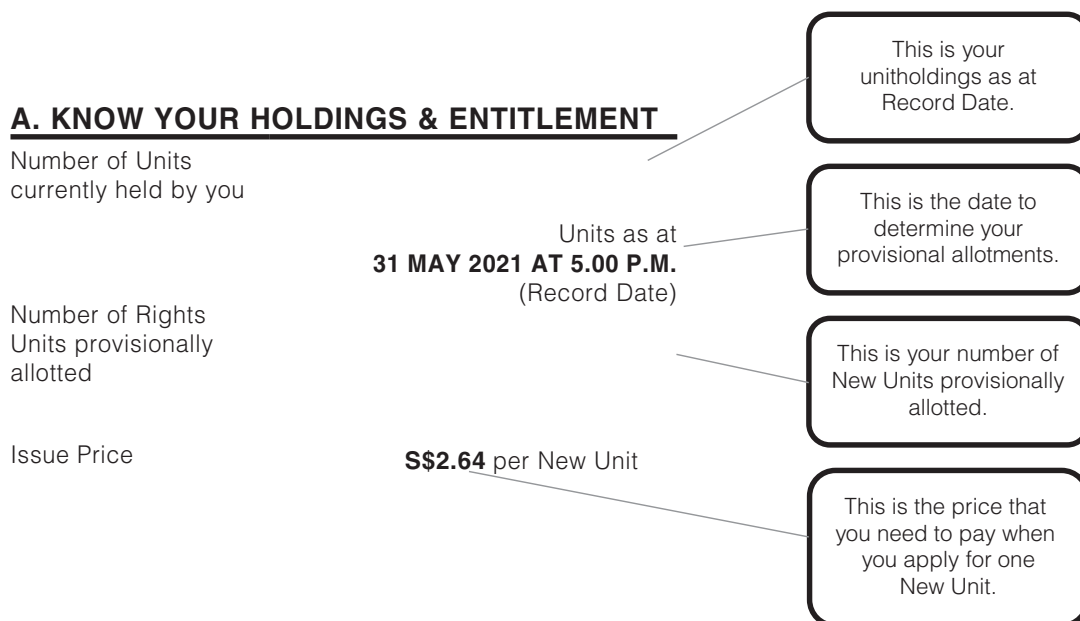 A. KNOW YOUR HOLDINGS & ENTITLEMENT
Number of Units
currently held by you
Units as at
31 MAY 2021 AT 5.00 P.M.
(Record Date)
Number of Rights
Units provisionally
allotted
Issue Price
S$2.64 per New Unit
This is your
unitholdings as at
Record Date.
This is the date to
determine your
provisional allotments.
This is your number of
New Units provisionally
allotted.
This is the price that
you need to pay when
you apply for one
New Unit.